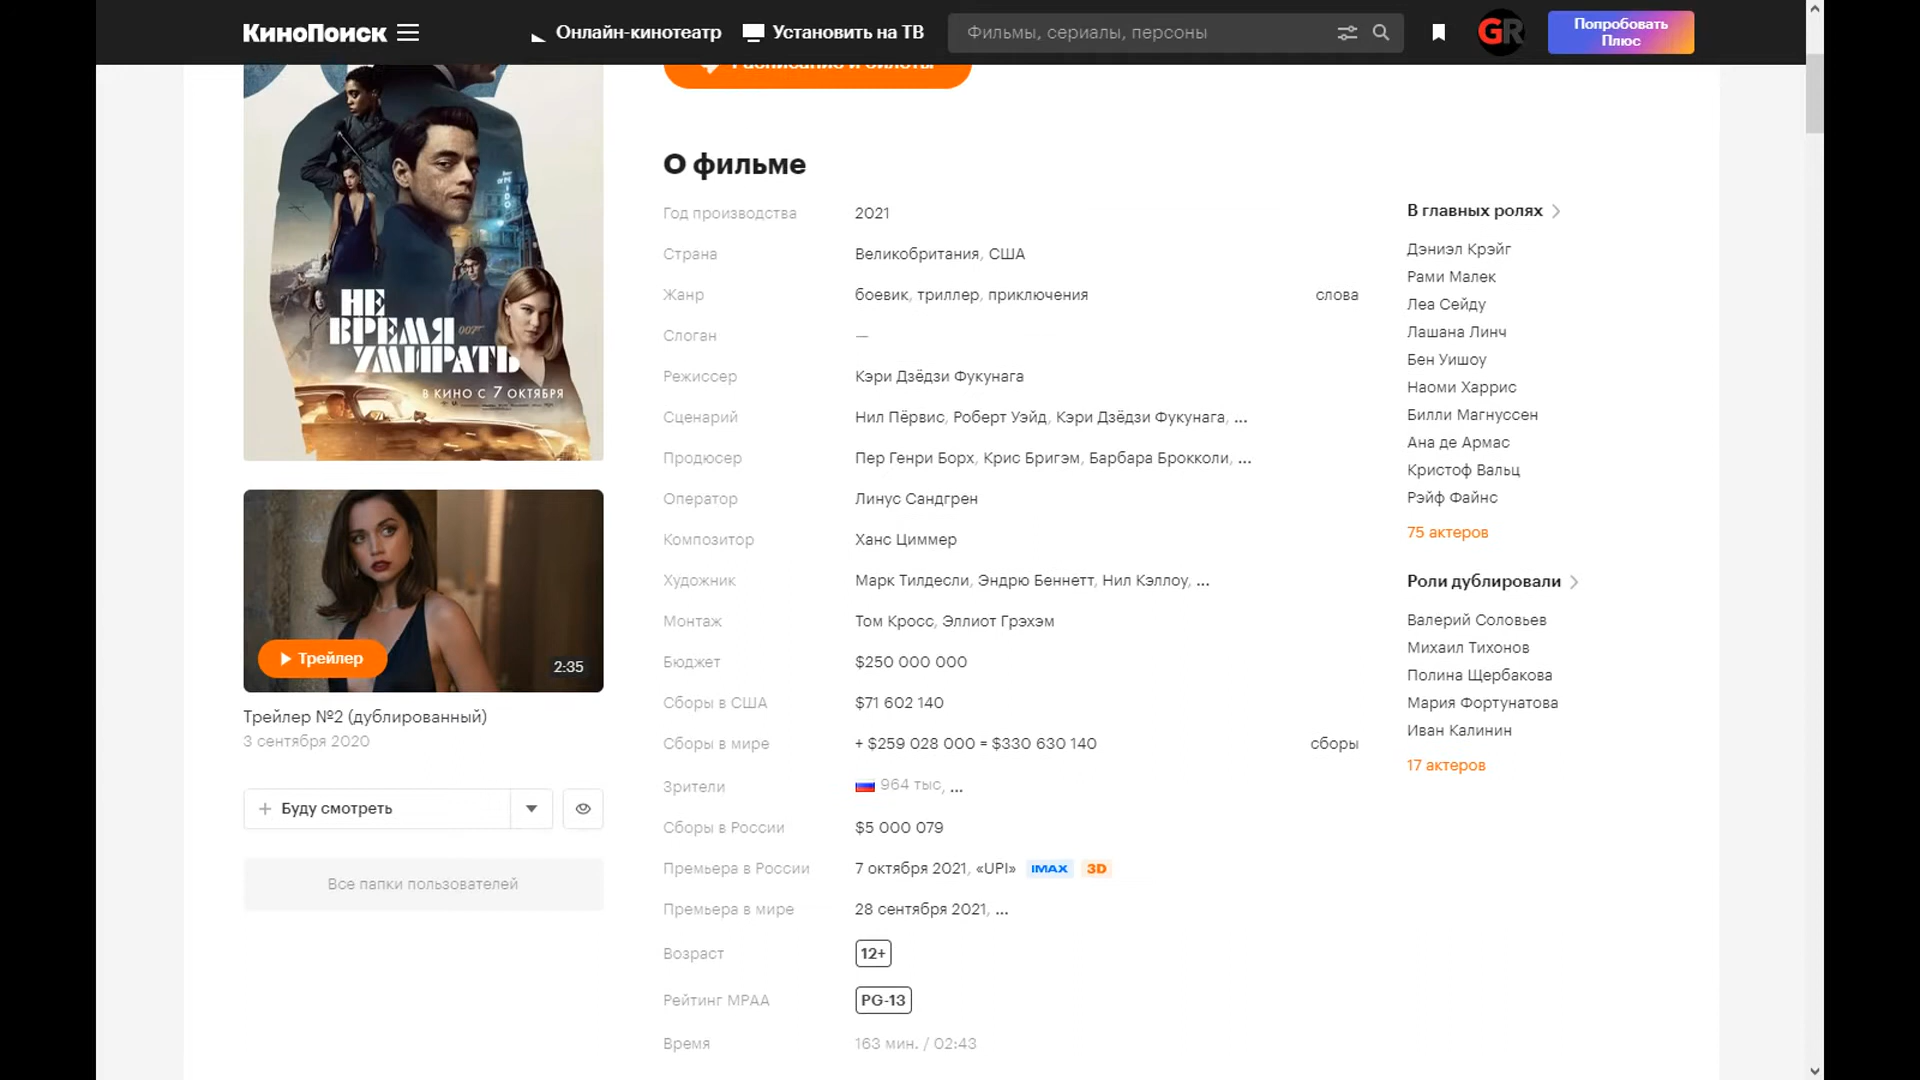 КиноПоиск
Онлайн-кинотеатр
Установить на ТВ
Фильмы, сериалы, персоны
GR
Попробовать
Плюс
Расписание и билеты
НЕ
ВРЕМЯ 007
УМИРАТЬ
В КИНО С 7 ОКТЯБРЯ
Трейлер
2:35
Трейлер №2 (дублированный)
3 сентября 2020
Буду смотреть
Все папки пользователей
О фильме
Год производства 2021
Страна Великобритания, США
Жанр боевик, триллер, приключения слова
Слоган —
Режиссер Кэри Дзёдзи Фукунага
Сценарий Нил Пёрвис, Роберт Уэйд, Кэри Дзёдзи Фукунага, ...
Продюсер Пер Генри Борх, Крис Бригэм, Барбара Брокколи, ...
Оператор Линус Сандгрен
Композитор Ханс Циммер
Художник Марк Тилдесли, Эндрю Беннетт, Нил Кэллоу, ...
Монтаж Том Кросс, Эллиот Грэхэм
Бюджет $250 000 000
Сборы в США $71 602 140
Сборы в мире + $259 028 000 = $330 630 140 сборы
Зрители 964 тыс, ...
Сборы в России $5 000 079
Премьера в России 7 октября 2021, «UPI» IMAX 3D
Премьера в мире 28 сентября 2021, ...
Возраст 12+
Рейтинг MPAA PG-13
Время 163 мин. / 02:43
В главных ролях
Дэниэл Крэйг
Рами Малек
Леа Сейду
Лашана Линч
Бен Уишоу
Наоми Харрис
Билли Магнуссен
Ана де Армас
Кристоф Вальц
Рэйф Файнс
75 актеров
Роли дублировали
Валерий Соловьев
Михаил Тихонов
Полина Щербакова
Мария Фортунатова
Иван Калинин
17 актеров